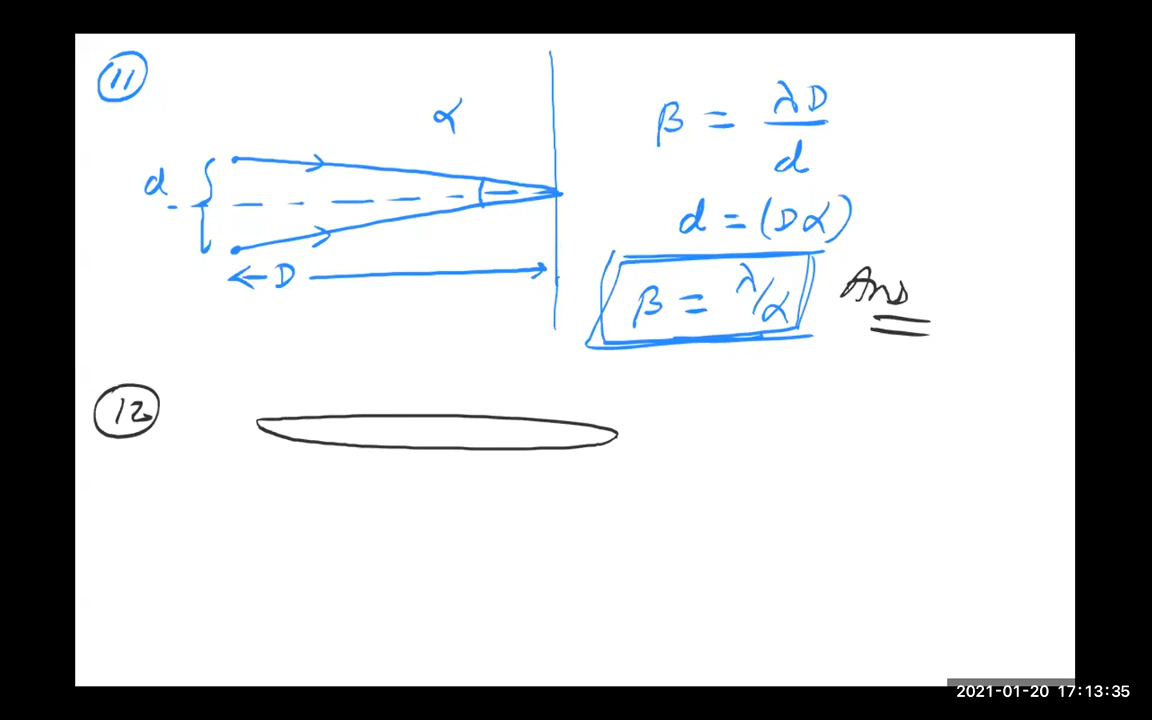 11
α
d
D
β = λD/d
d = (Dα)
β = λ/α Ans
12
2021-01-20 17:13:35